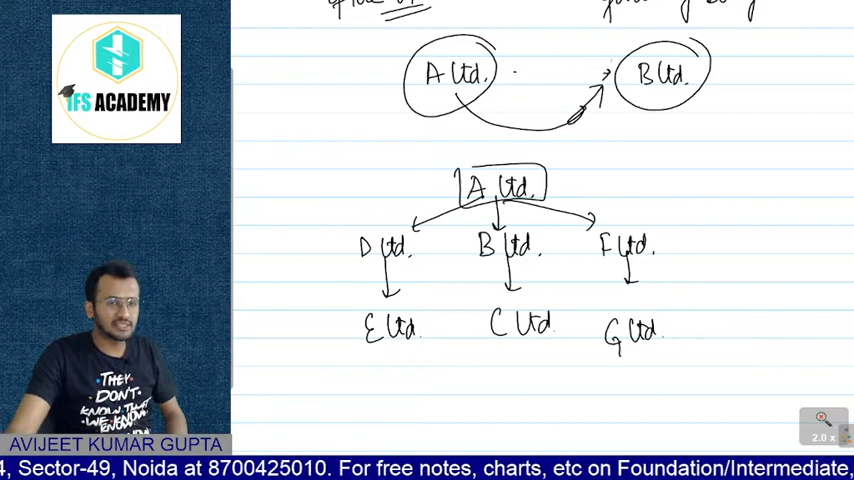 A Ltd. B Ltd.
A Ltd.
D Ltd. B Ltd. F Ltd.
E Ltd. C Ltd. G Ltd.
IFS ACADEMY
THEY
DON'T
KNOW THAT
WE KNOW
AVIJEET KUMAR GUPTA
4, Sector-49, Noida at 8700425010. For free notes, charts, etc on Foundation/Intermediate,
2.0 x